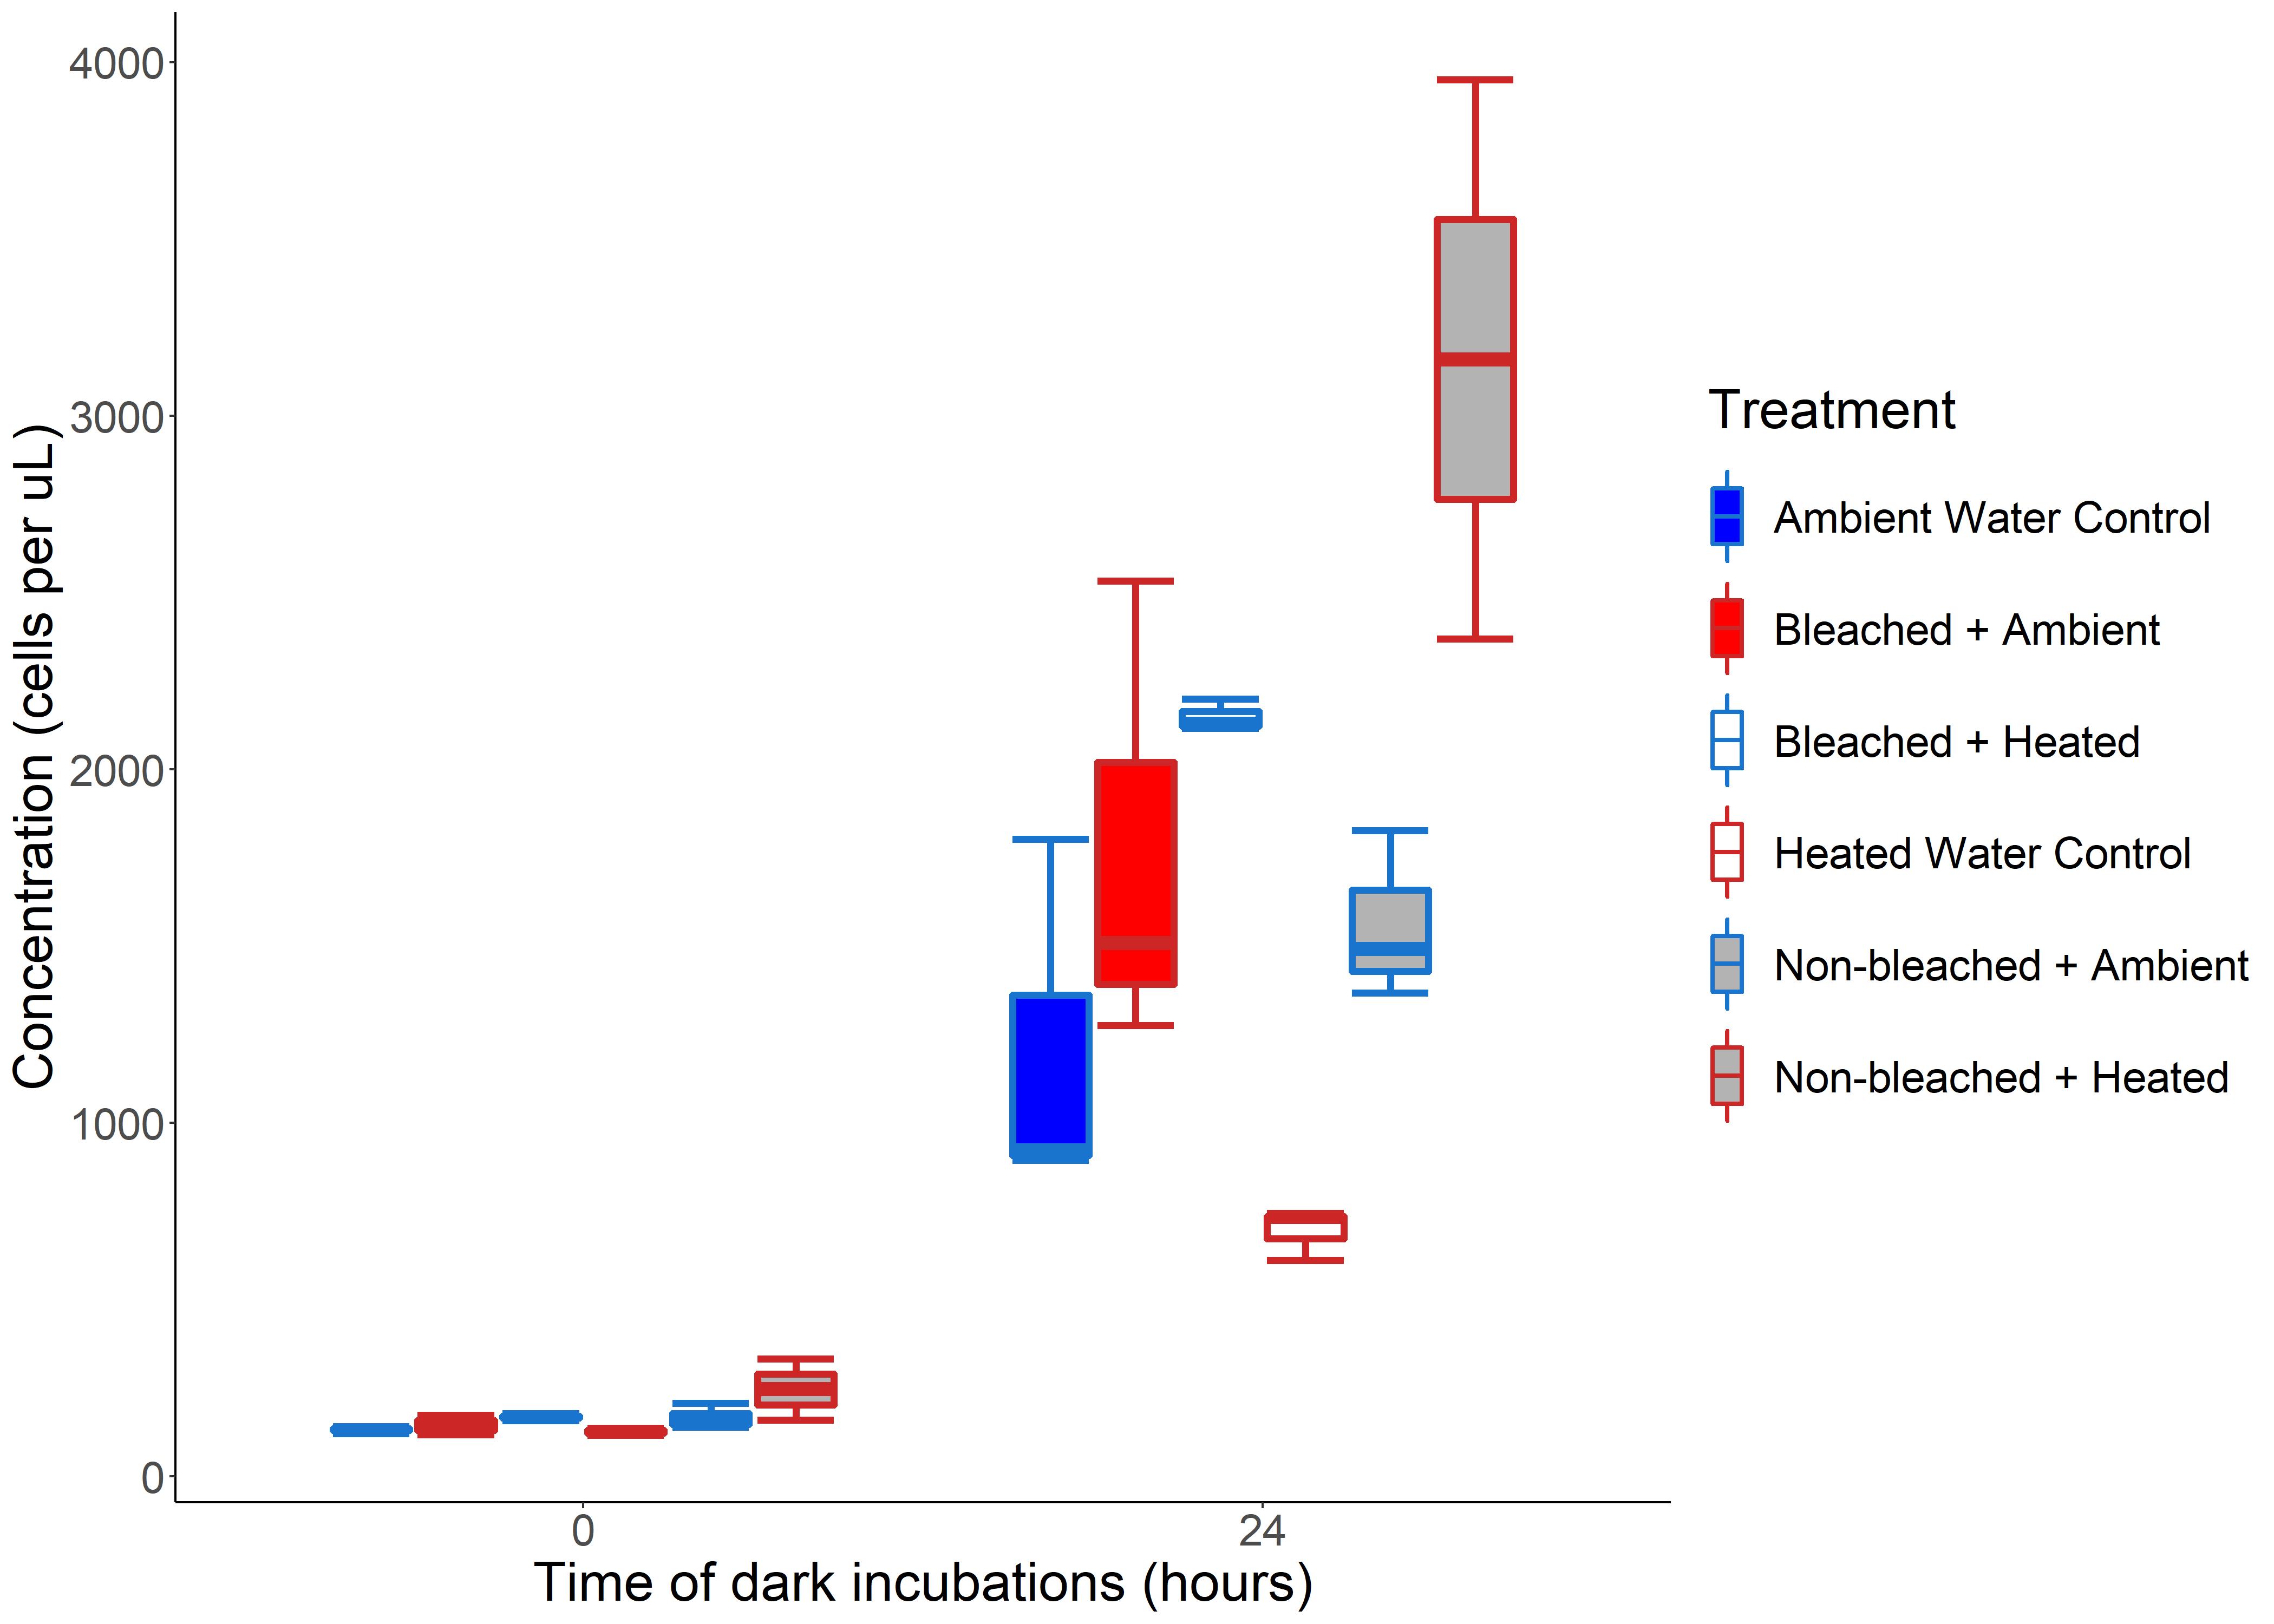 4000
3000
2000
1000
0
Concentration (cells per uL)
0
24
Time of dark incubations (hours)
Treatment
Ambient Water Control
Bleached + Ambient
Bleached + Heated
Heated Water Control
Non-bleached + Ambient
Non-bleached + Heated